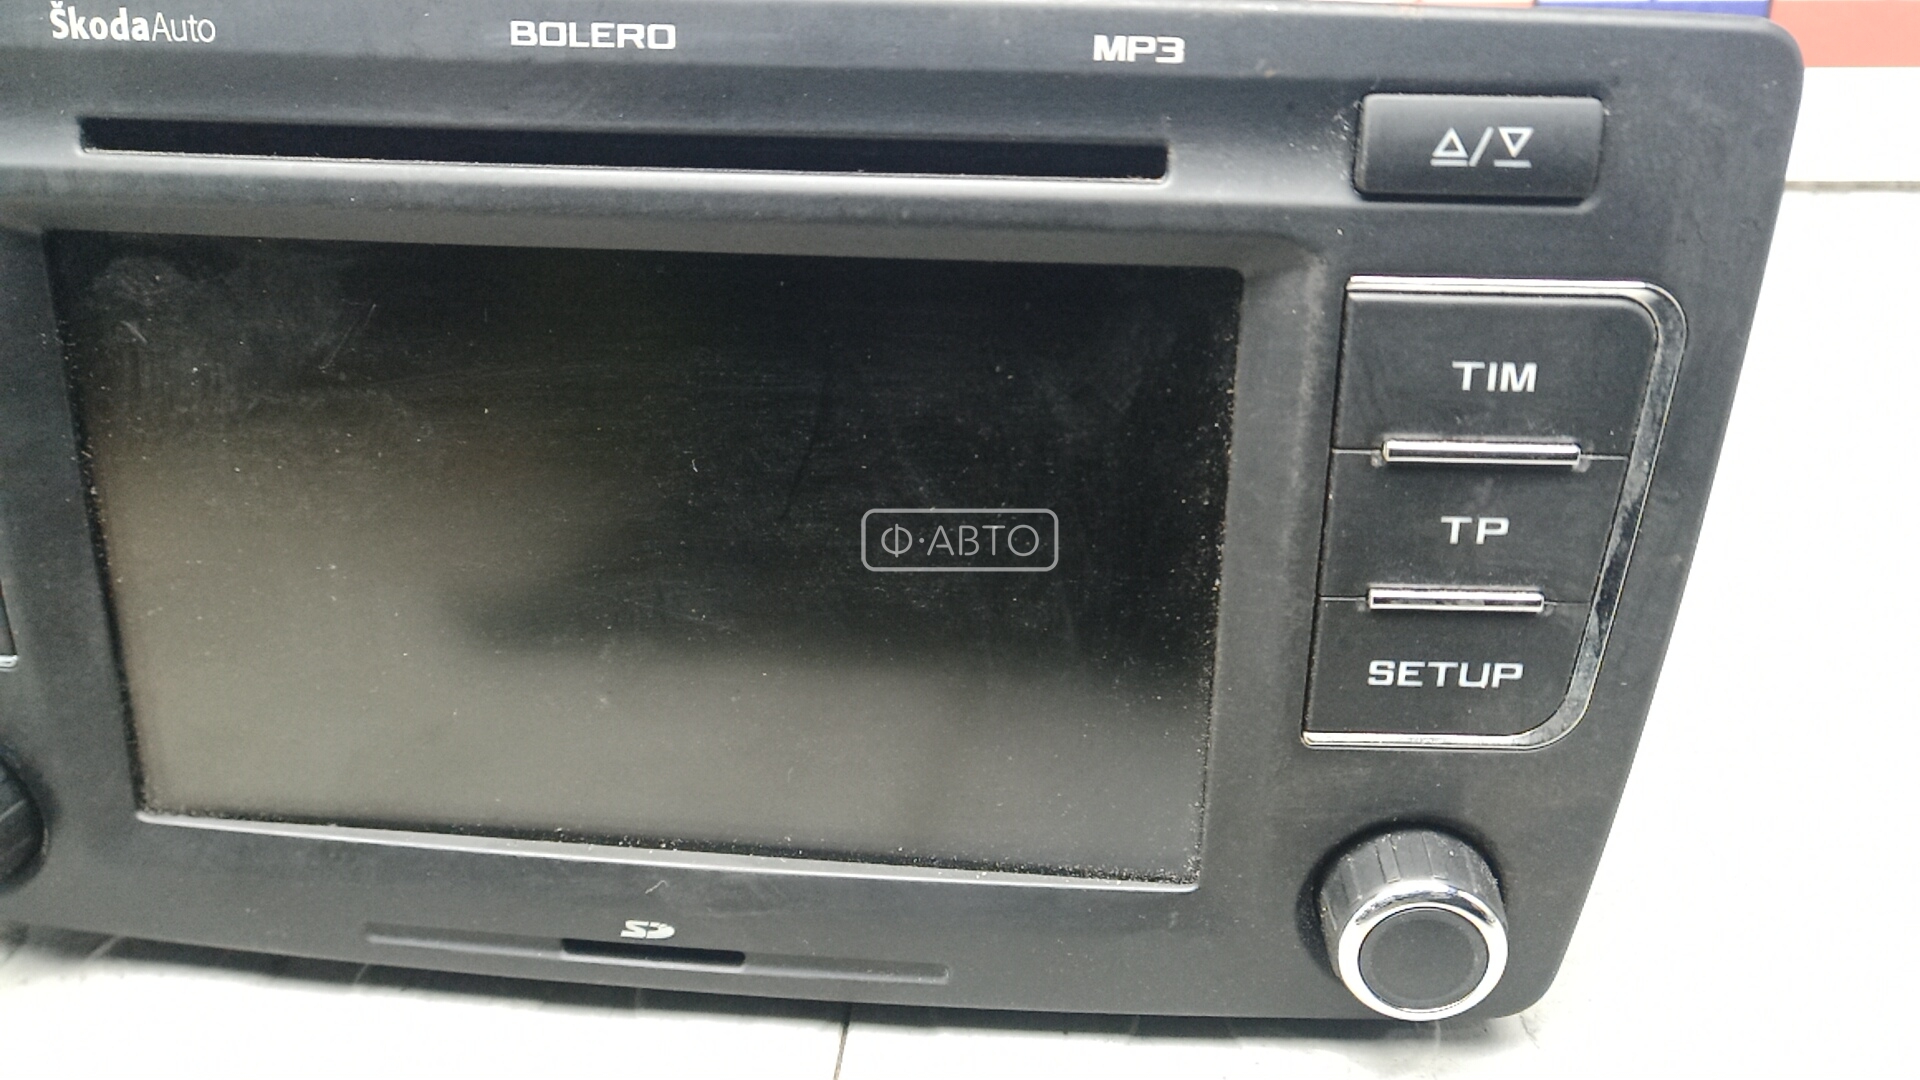 ŠkodaAuto
BOLERO
MP3
TIM
TP
Ф·АВТО
SETUP
SD